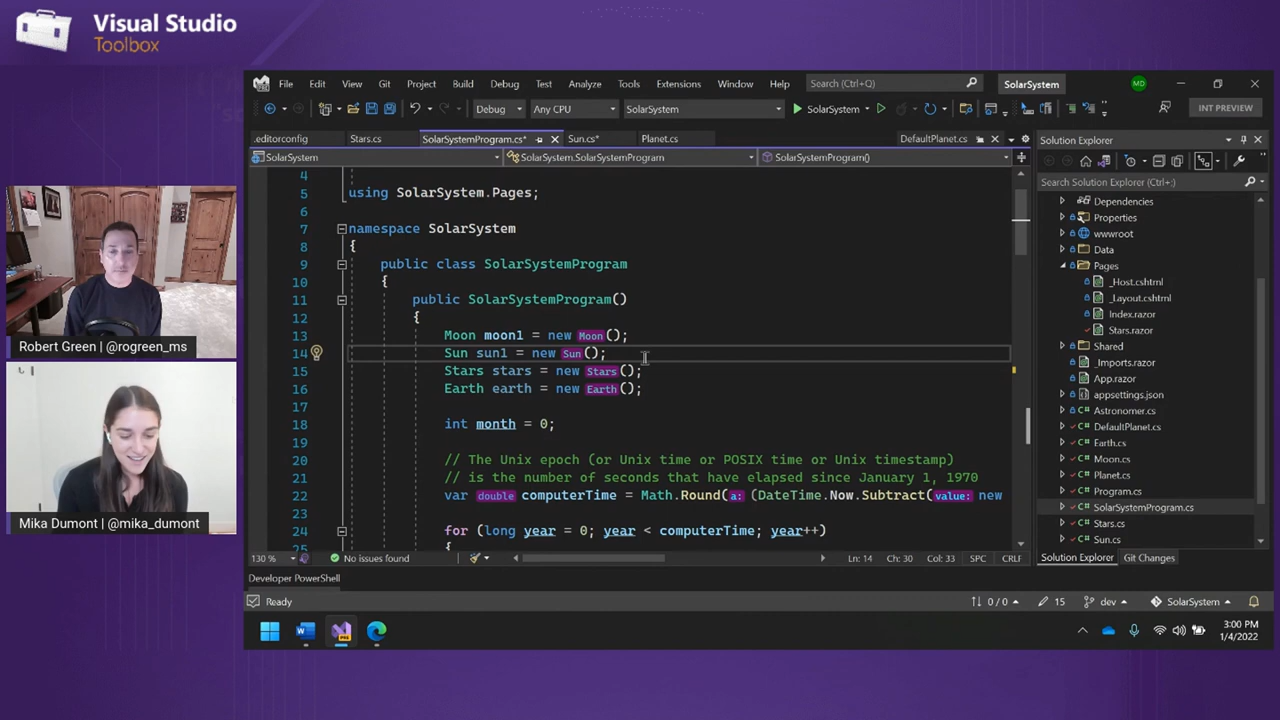 Visual Studio
Toolbox
File Edit View Git Project Build Debug Test Analyze Tools Extensions Window Help Search (Ctrl+Q) SolarSystem MD
Debug Any CPU SolarSystem SolarSystem INT PREVIEW
.editorconfig Stars.cs SolarSystemProgram.cs* Sun.cs* Planet.cs DefaultPlanet.cs
SolarSystem SolarSystem.SolarSystemProgram SolarSystemProgram()
4
5 using SolarSystem.Pages;
6
7 namespace SolarSystem
8 {
9 public class SolarSystemProgram
10 {
11 public SolarSystemProgram()
12 {
13 Moon moon1 = new Moon();
14 Sun sun1 = new Sun();
15 Stars stars = new Stars();
16 Earth earth = new Earth();
17
18 int month = 0;
19
20 // The Unix epoch (or Unix time or POSIX time or Unix timestamp)
21 // is the number of seconds that have elapsed since January 1, 1970
22 var double computerTime = Math.Round(a: (DateTime.Now.Subtract(value: new
23
24 for (long year = 0; year < computerTime; year++)
25 {
130 % No issues found Ln: 14 Ch: 30 Col: 33 SPC CRLF
Developer PowerShell
Ready 0 / 0 15 dev SolarSystem
Solution Explorer
Search Solution Explorer (Ctrl+;)
Dependencies
Properties
wwwroot
Data
Pages
_Host.cshtml
_Layout.cshtml
Index.razor
Stars.razor
Shared
_Imports.razor
App.razor
appsettings.json
Astronomer.cs
DefaultPlanet.cs
Earth.cs
Moon.cs
Planet.cs
Program.cs
SolarSystemProgram.cs
Stars.cs
Sun.cs
Solution Explorer Git Changes
3:00 PM
1/4/2022
Robert Green | @rogreen_ms
Mika Dumont | @mika_dumont